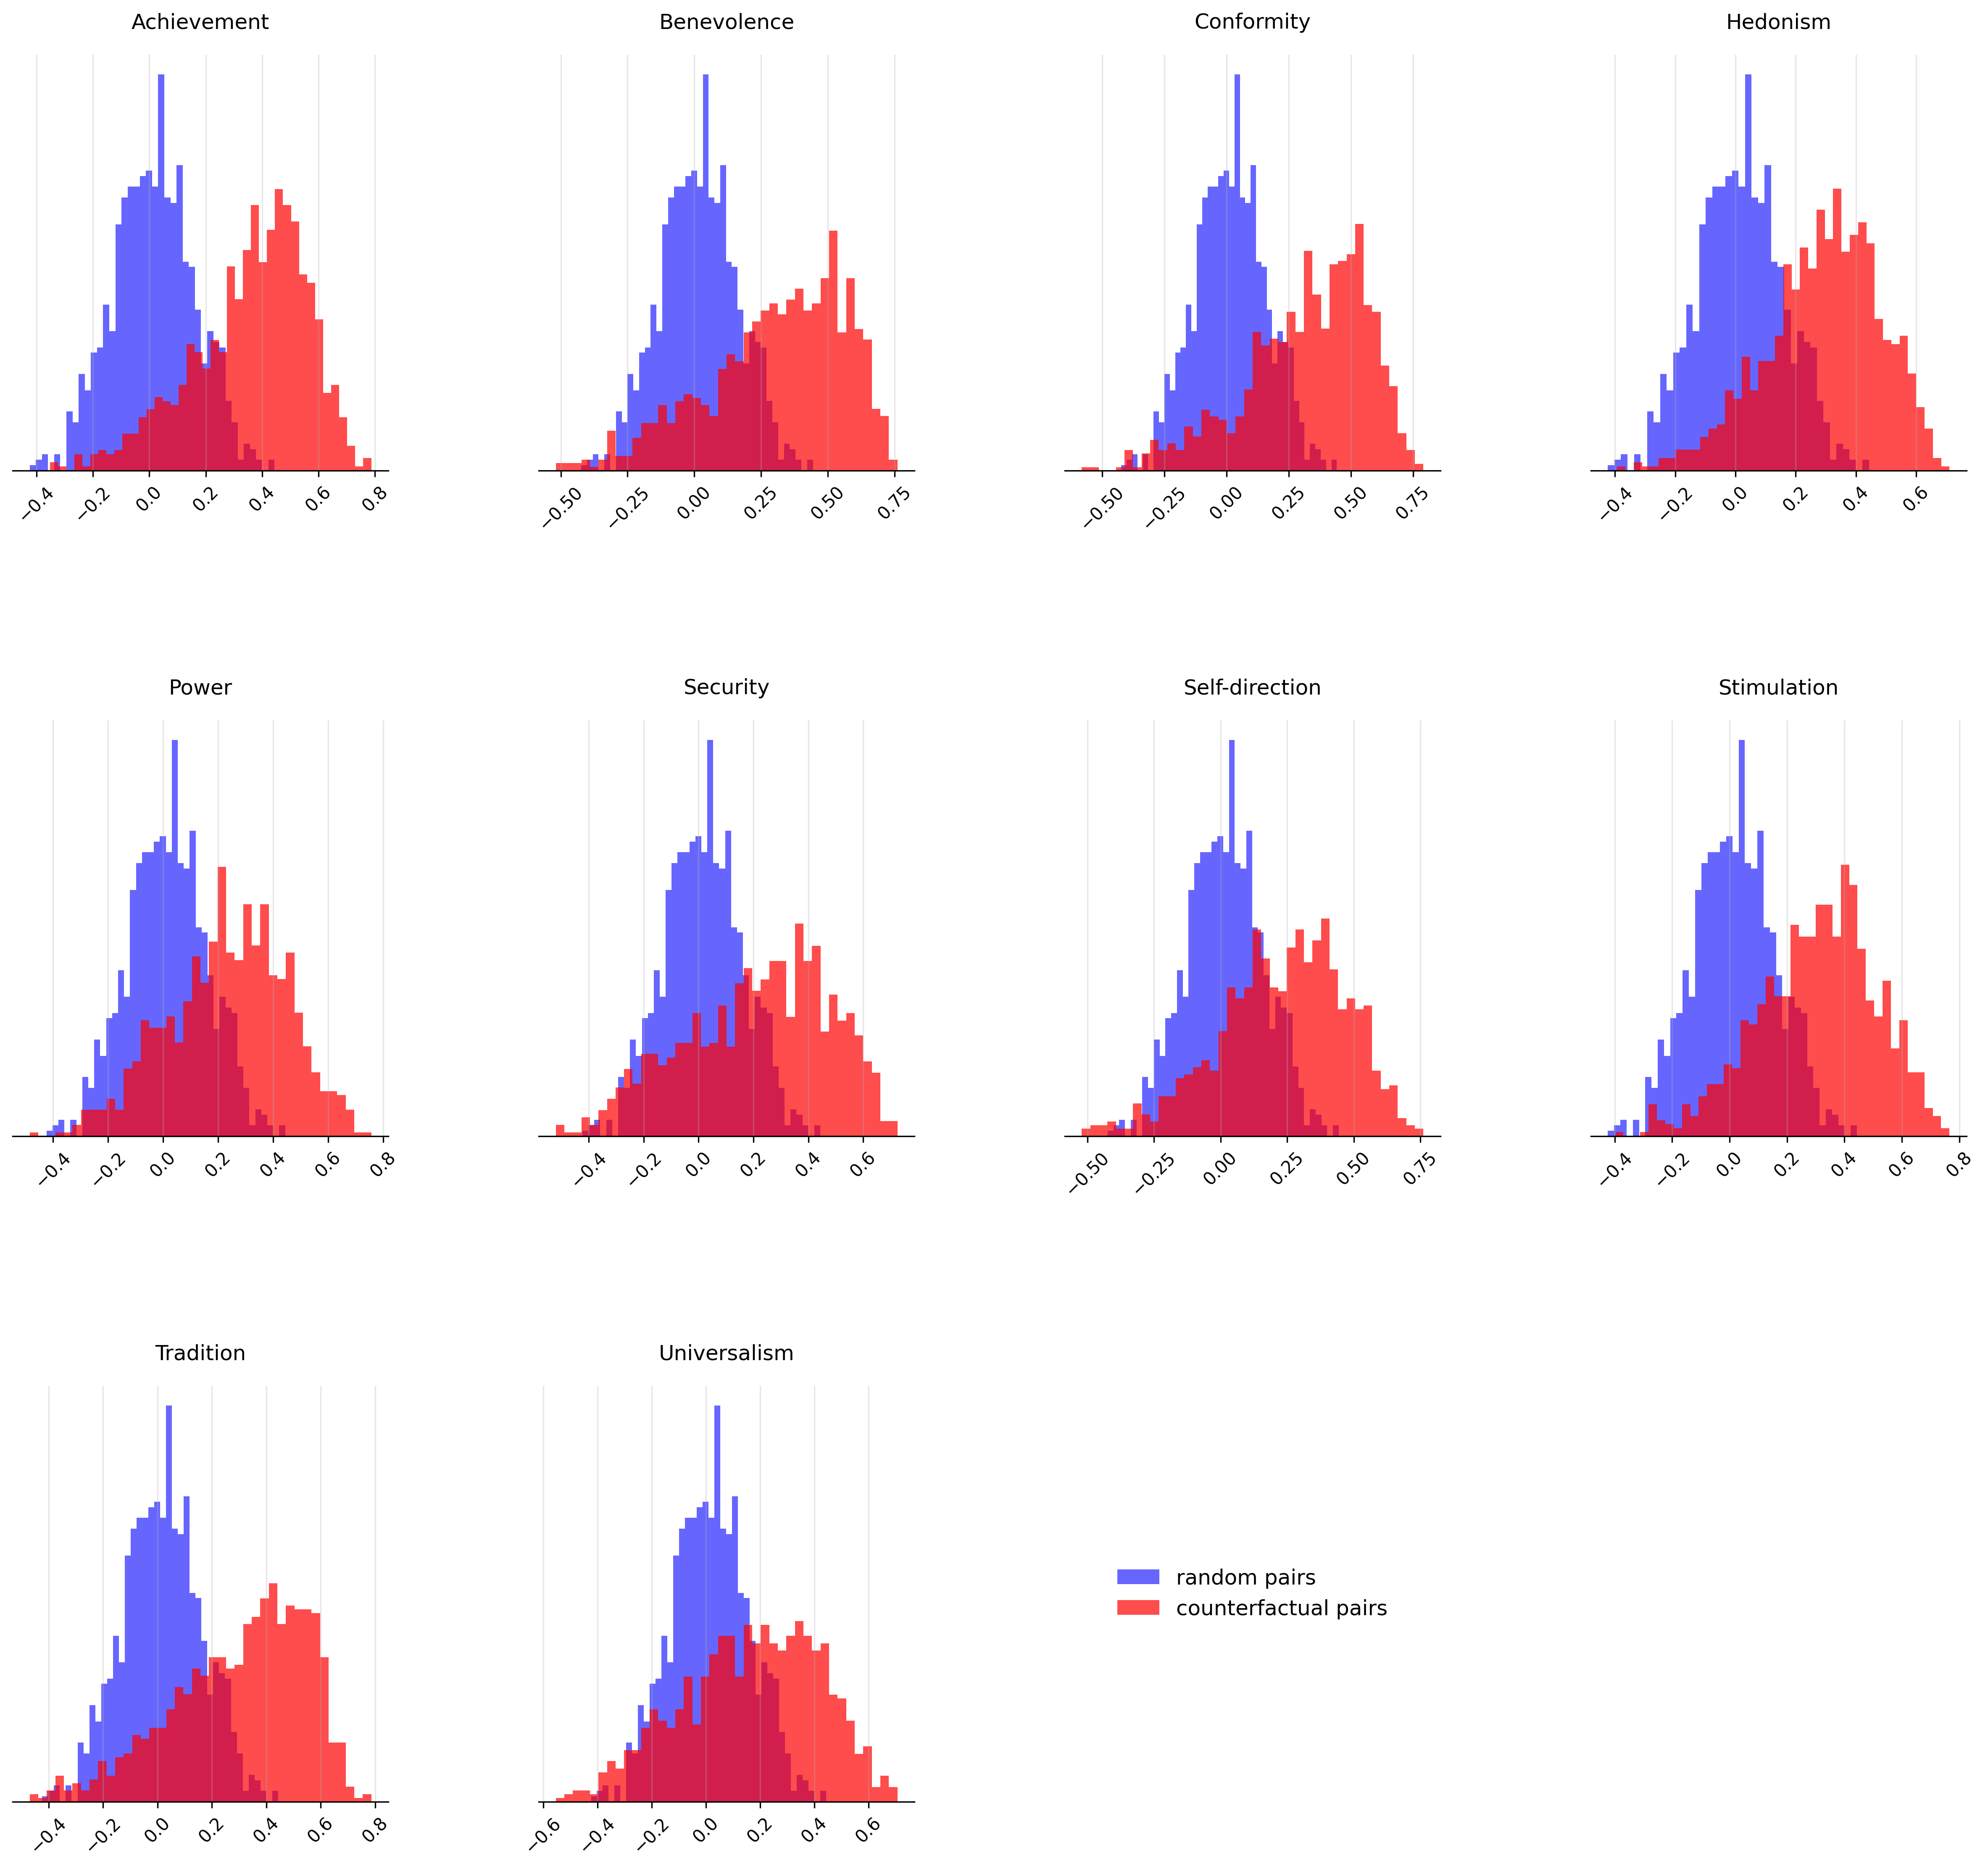 Achievement
Benevolence
Conformity
Hedonism
−0.4 −0.2 0.0 0.2 0.4 0.6 0.8
−0.50 −0.25 0.00 0.25 0.50 0.75
−0.50 −0.25 0.00 0.25 0.50 0.75
−0.4 −0.2 0.0 0.2 0.4 0.6
Power
Security
Self-direction
Stimulation
−0.4 −0.2 0.0 0.2 0.4 0.6 0.8
−0.4 −0.2 0.0 0.2 0.4 0.6
−0.50 −0.25 0.00 0.25 0.50 0.75
−0.4 −0.2 0.0 0.2 0.4 0.6 0.8
Tradition
Universalism
random pairs
counterfactual pairs
−0.4 −0.2 0.0 0.2 0.4 0.6 0.8
−0.6 −0.4 −0.2 0.0 0.2 0.4 0.6